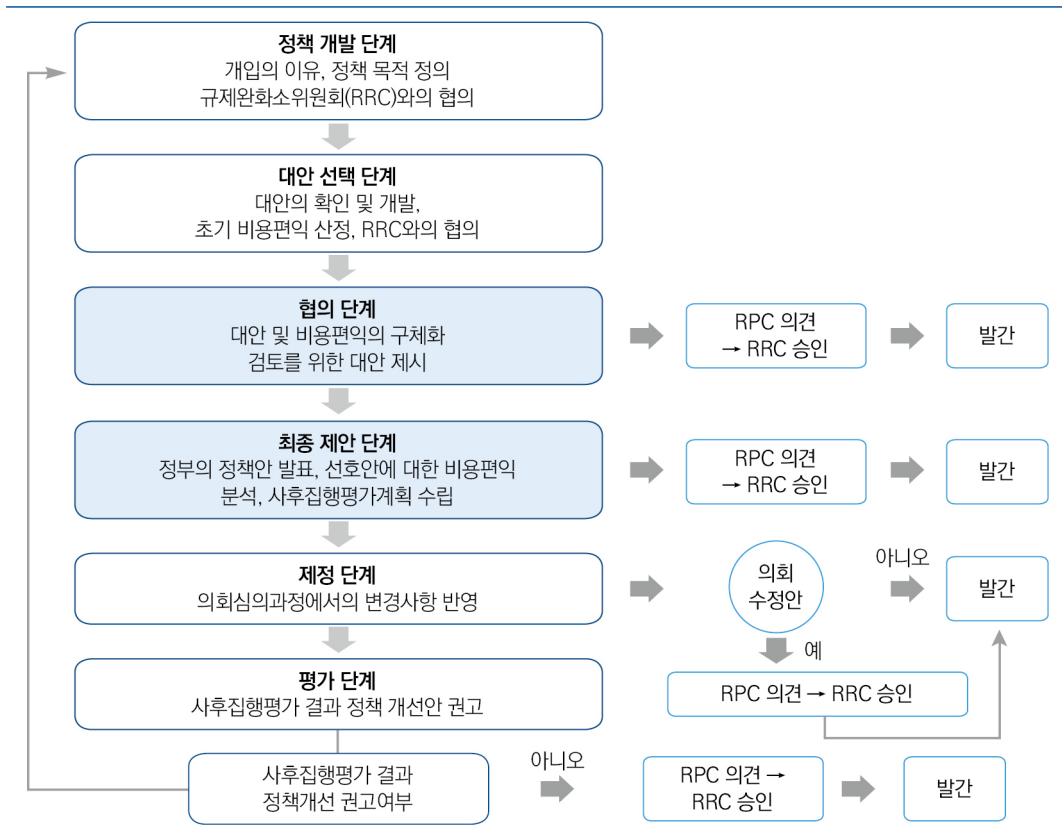 정책 개발 단계
개입의 이유, 정책 목적 정의
규제완화소위원회(RRC)와의 협의
대안 선택 단계
대안의 확인 및 개발,
초기 비용편익 산정, RRC와의 협의
협의 단계
대안 및 비용편익의 구체화
검토를 위한 대안 제시
RPC 의견
→ RRC 승인
발간
최종 제안 단계
정부의 정책안 발표, 선호안에 대한 비용편익
분석, 사후집행평가계획 수립
RPC 의견
→ RRC 승인
발간
제정 단계
의회심의과정에서의 변경사항 반영
의회
수정안
아니오
발간
예
RPC 의견 → RRC 승인
평가 단계
사후집행평가 결과 정책 개선안 권고
사후집행평가 결과
정책개선 권고여부
아니오
RPC 의견 →
RRC 승인
발간